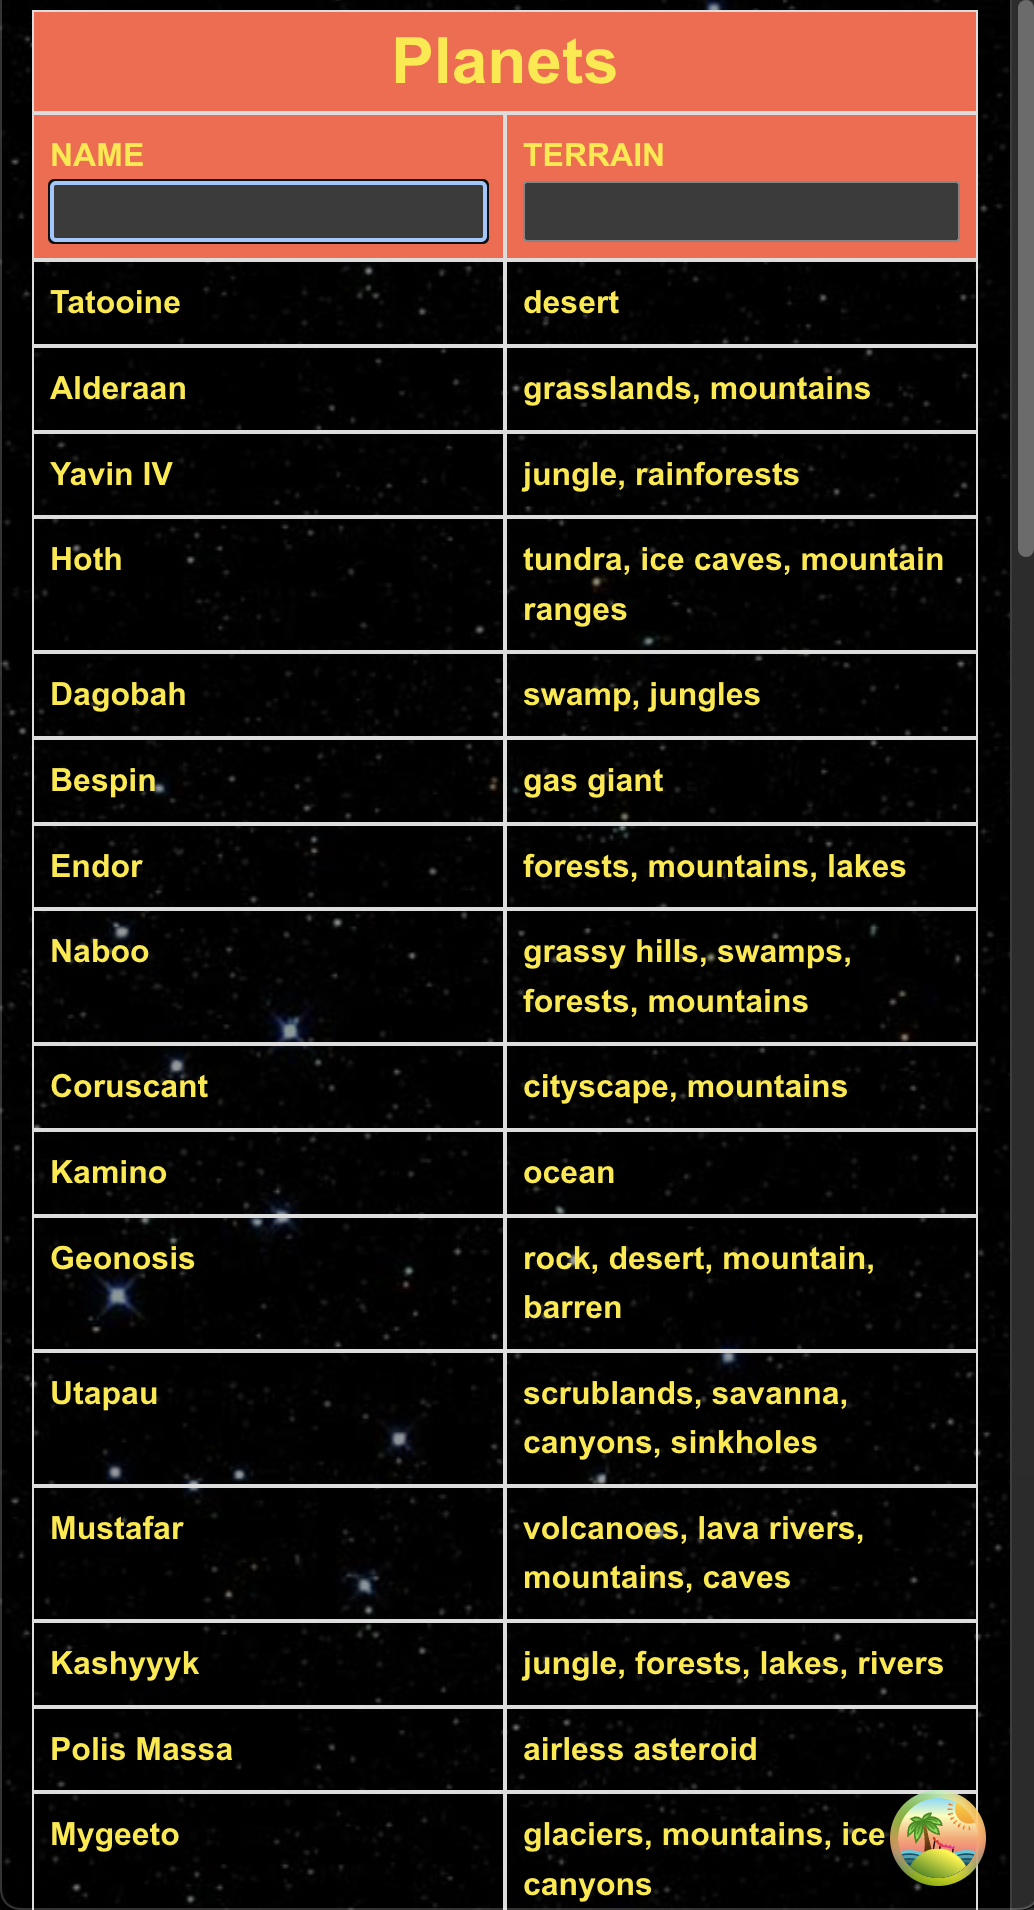 Planets
NAME
TERRAIN
Tatooine
desert
Alderaan
grasslands, mountains
Yavin IV
jungle, rainforests
Hoth
tundra, ice caves, mountain
ranges
Dagobah
swamp, jungles
Bespin
gas giant
Endor
forests, mountains, lakes
Naboo
grassy hills, swamps,
forests, mountains
Coruscant
cityscape, mountains
Kamino
ocean
Geonosis
rock, desert, mountain,
barren
Utapau
scrublands, savanna,
canyons, sinkholes
Mustafar
volcanoes, lava rivers,
mountains, caves
Kashyyyk
jungle, forests, lakes, rivers
Polis Massa
airless asteroid
Mygeeto
glaciers, mountains, ice
canyons